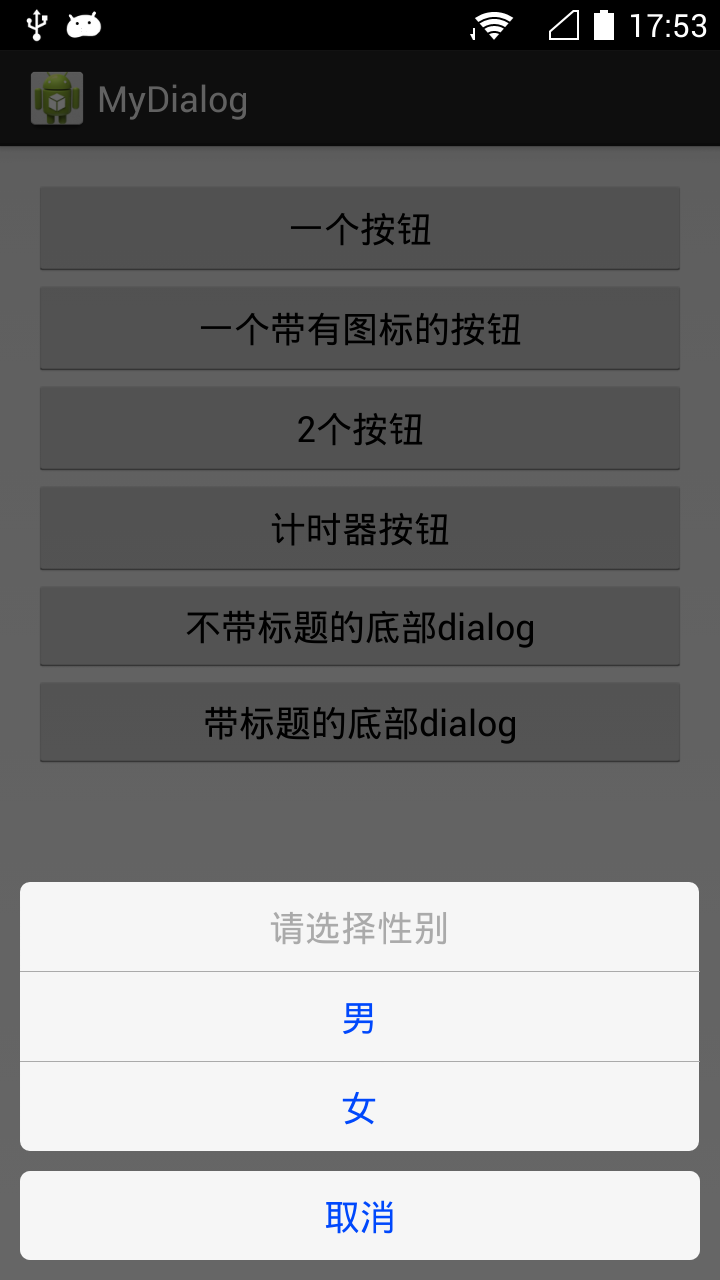 17:53
MyDialog
一个按钮
一个带有图标的按钮
2个按钮
计时器按钮
不带标题的底部dialog
带标题的底部dialog
请选择性别
男
女
取消